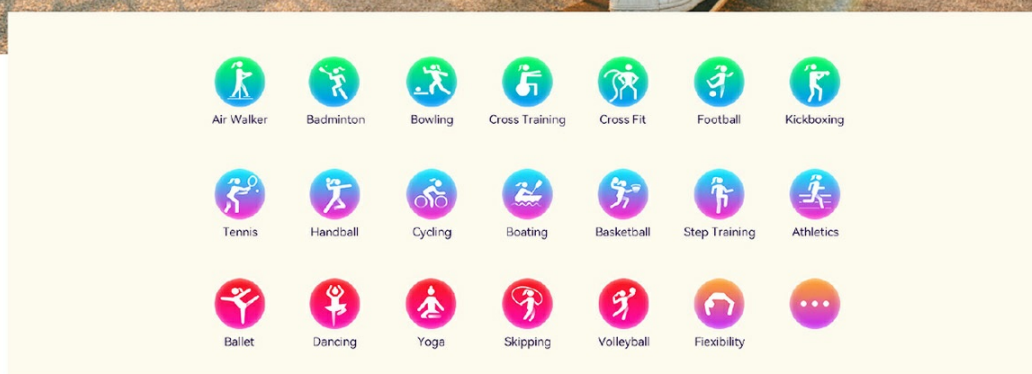 Air Walker
Badminton
Bowling
Cross Training
Cross Fit
Football
Kickboxing
Tennis
Handball
Cycling
Boating
Basketball
Step Training
Athletics
Ballet
Dancing
Yoga
Skipping
Volleyball
Fiexibility